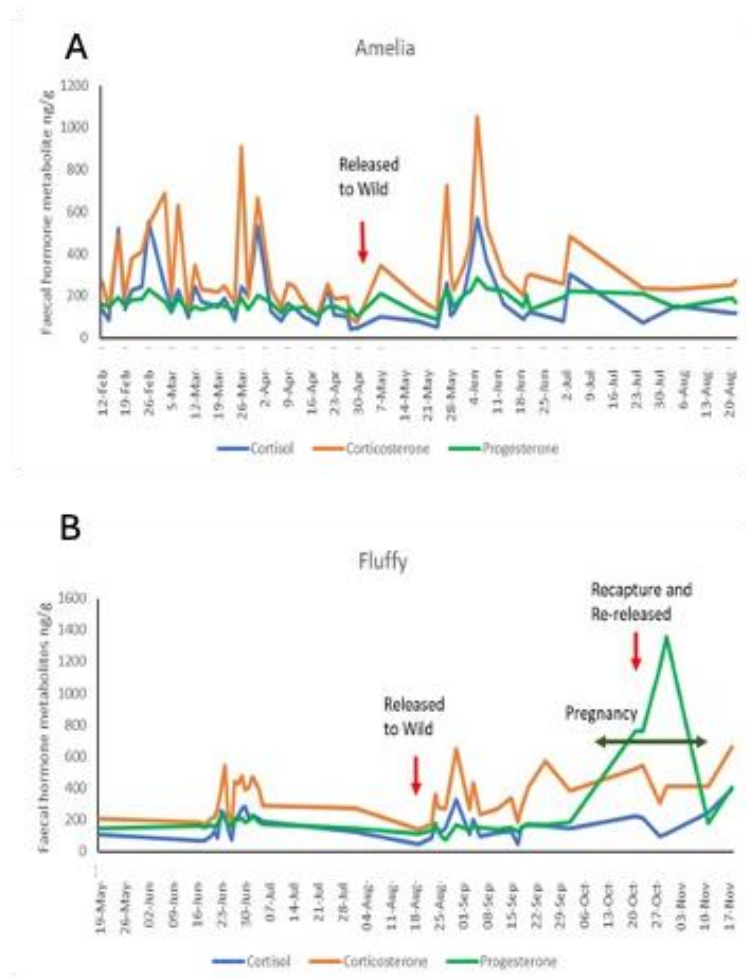 A
Amelia
Faecal hormone metabolite ng/g
1200
1000
800
600
400
200
0
Released
to Wild
12-Feb
19-Feb
26-Feb
5-Mar
12-Mar
19-Mar
26-Mar
2-Apr
9-Apr
16-Apr
23-Apr
30-Apr
7-May
14-May
21-May
28-May
4-Jun
11-Jun
18-Jun
25-Jun
2-Jul
9-Jul
16-Jul
23-Jul
30-Jul
6-Aug
13-Aug
20-Aug
Cortisol Corticosterone Progesterone
B
Fluffy
Faecal hormone metabolites ng/g
1600
1400
1200
1000
800
600
400
200
0
Recapture and
Re-released
Released
to Wild
Pregnancy
19-May
26-May
02-Jun
09-Jun
16-Jun
23-Jun
30-Jun
07-Jul
14-Jul
21-Jul
28-Jul
04-Aug
11-Aug
18-Aug
25-Aug
01-Sep
08-Sep
15-Sep
22-Sep
29-Sep
06-Oct
13-Oct
20-Oct
27-Oct
03-Nov
10-Nov
17-Nov
Cortisol Corticosterone Progesterone